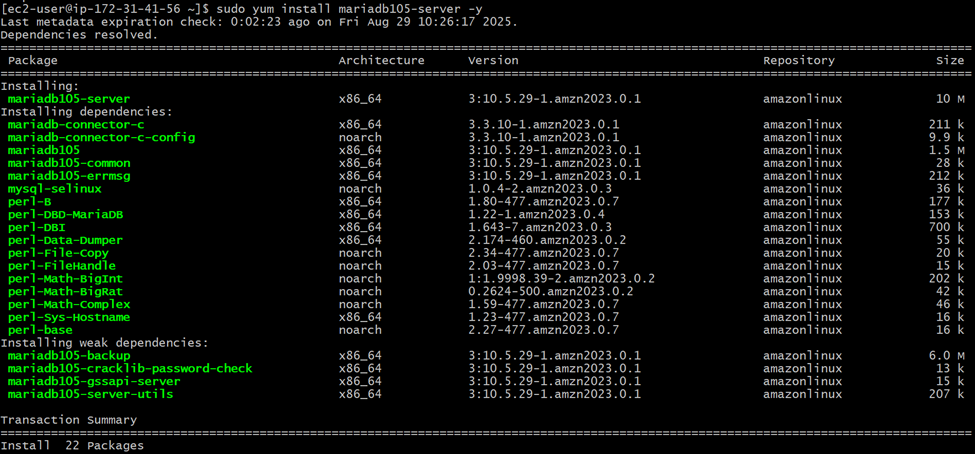 [ec2-user@ip-172-31-41-56 ~]$ sudo yum install mariadb105-server -y
Last metadata expiration check: 0:02:23 ago on Fri Aug 29 10:26:17 2025.
Dependencies resolved.
================================================================================
Package Architecture Version Repository Size
================================================================================
Installing:
mariadb105-server x86_64 3:10.5.29-1.amzn2023.0.1 amazonlinux 10 M
Installing dependencies:
mariadb-connector-c x86_64 3.3.10-1.amzn2023.0.1 amazonlinux 211 k
mariadb-connector-c-config noarch 3.3.10-1.amzn2023.0.1 amazonlinux 9.9 k
mariadb105 x86_64 3:10.5.29-1.amzn2023.0.1 amazonlinux 1.5 M
mariadb105-common x86_64 3:10.5.29-1.amzn2023.0.1 amazonlinux 28 k
mariadb105-errmsg x86_64 3:10.5.29-1.amzn2023.0.1 amazonlinux 212 k
mysql-selinux noarch 1.0.4-2.amzn2023.0.3 amazonlinux 36 k
perl-B x86_64 1.80-477.amzn2023.0.7 amazonlinux 177 k
perl-DBD-MariaDB x86_64 1.22-1.amzn2023.0.4 amazonlinux 153 k
perl-DBI x86_64 1.643-7.amzn2023.0.3 amazonlinux 700 k
perl-Data-Dumper x86_64 2.174-460.amzn2023.0.2 amazonlinux 55 k
perl-File-Copy noarch 2.34-477.amzn2023.0.7 amazonlinux 20 k
perl-FileHandle noarch 2.03-477.amzn2023.0.7 amazonlinux 15 k
perl-Math-BigInt noarch 1:1.9998.39-2.amzn2023.0.2 amazonlinux 202 k
perl-Math-BigRat noarch 0.2624-500.amzn2023.0.2 amazonlinux 42 k
perl-Math-Complex noarch 1.59-477.amzn2023.0.7 amazonlinux 46 k
perl-Sys-Hostname x86_64 1.23-477.amzn2023.0.7 amazonlinux 16 k
perl-base noarch 2.27-477.amzn2023.0.7 amazonlinux 16 k
Installing weak dependencies:
mariadb105-backup x86_64 3:10.5.29-1.amzn2023.0.1 amazonlinux 6.0 M
mariadb105-cracklib-password-check x86_64 3:10.5.29-1.amzn2023.0.1 amazonlinux 13 k
mariadb105-gssapi-server x86_64 3:10.5.29-1.amzn2023.0.1 amazonlinux 15 k
mariadb105-server-utils x86_64 3:10.5.29-1.amzn2023.0.1 amazonlinux 207 k
Transaction Summary
================================================================================
Install 22 Packages